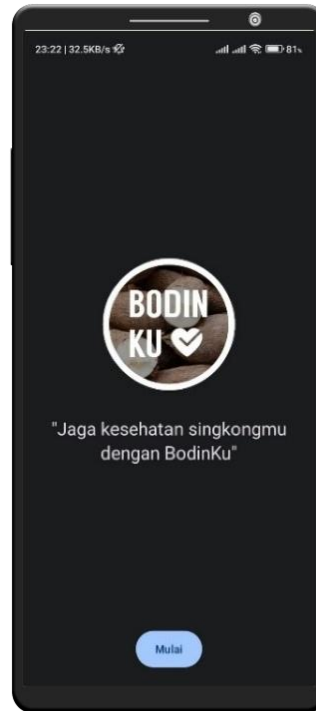 23:22 | 32.5KB/s
81%
BODIN
KU
"Jaga kesehatan singkongmu
dengan BodinKu"
Mulai